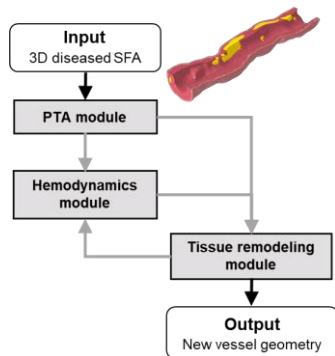 Input
3D diseased SFA
PTA module
Hemodynamics
module
Tissue remodeling
module
Output
New vessel geometry